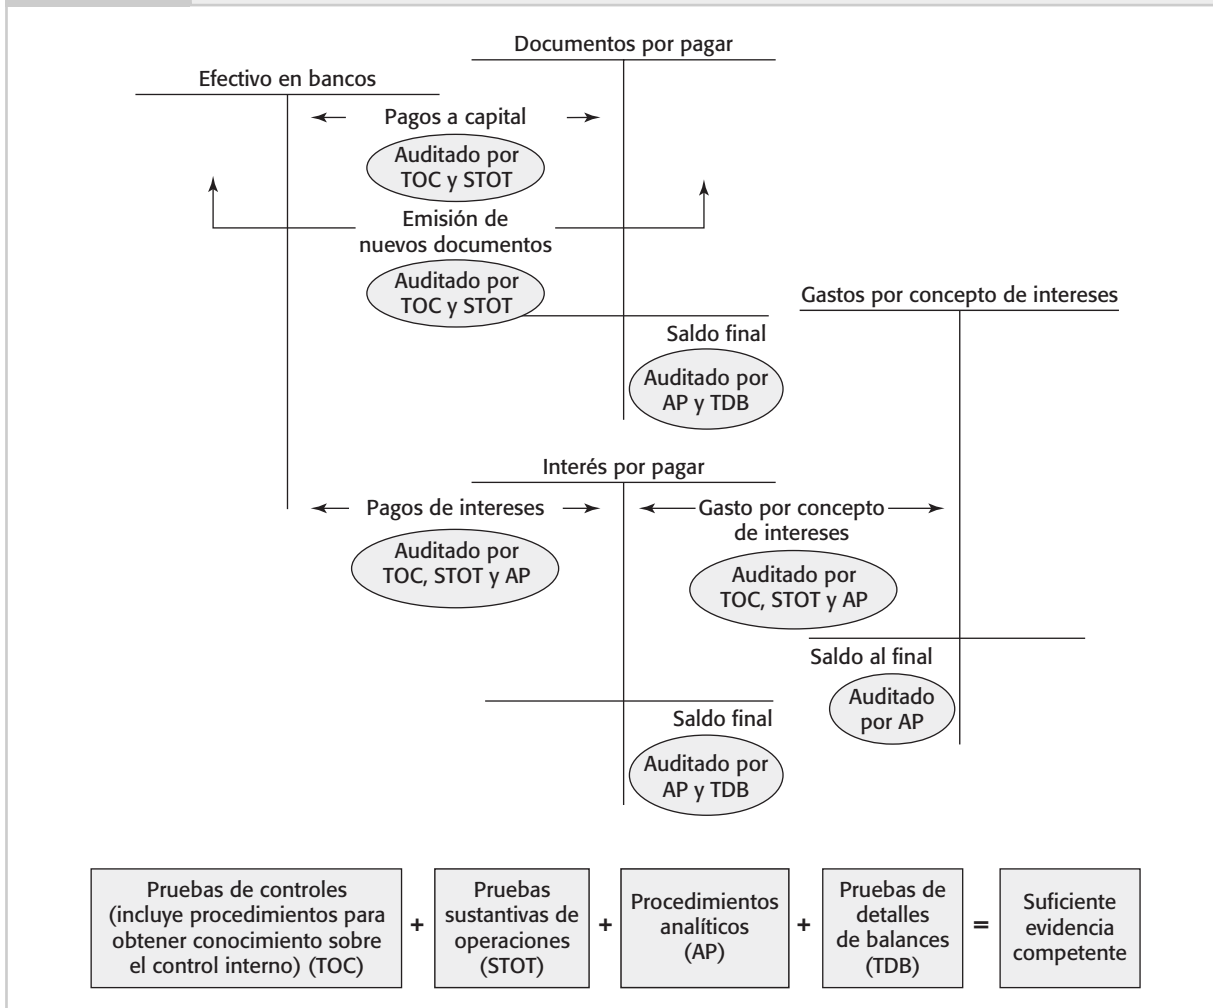 Documentos por pagar
Efectivo en bancos
Pagos a capital
Auditado por
TOC y STOT
Emisión de
nuevos documentos
Auditado por
TOC y STOT
Gastos por concepto de intereses
Saldo final
Auditado por
AP y TDB
Interés por pagar
Pagos de intereses
Auditado por
TOC, STOT y AP
Gasto por concepto
de intereses
Auditado por
TOC, STOT y AP
Saldo al final
Auditado
por AP
Saldo final
Auditado por
AP y TDB
Pruebas de controles
(incluye procedimientos para
obtener conocimiento sobre
el control interno) (TOC)
+
Pruebas
sustantivas de
operaciones
(STOT)
+
Procedimientos
analíticos
(AP)
+
Pruebas de
detalles
de balances
(TDB)
=
Suficiente
evidencia
competente